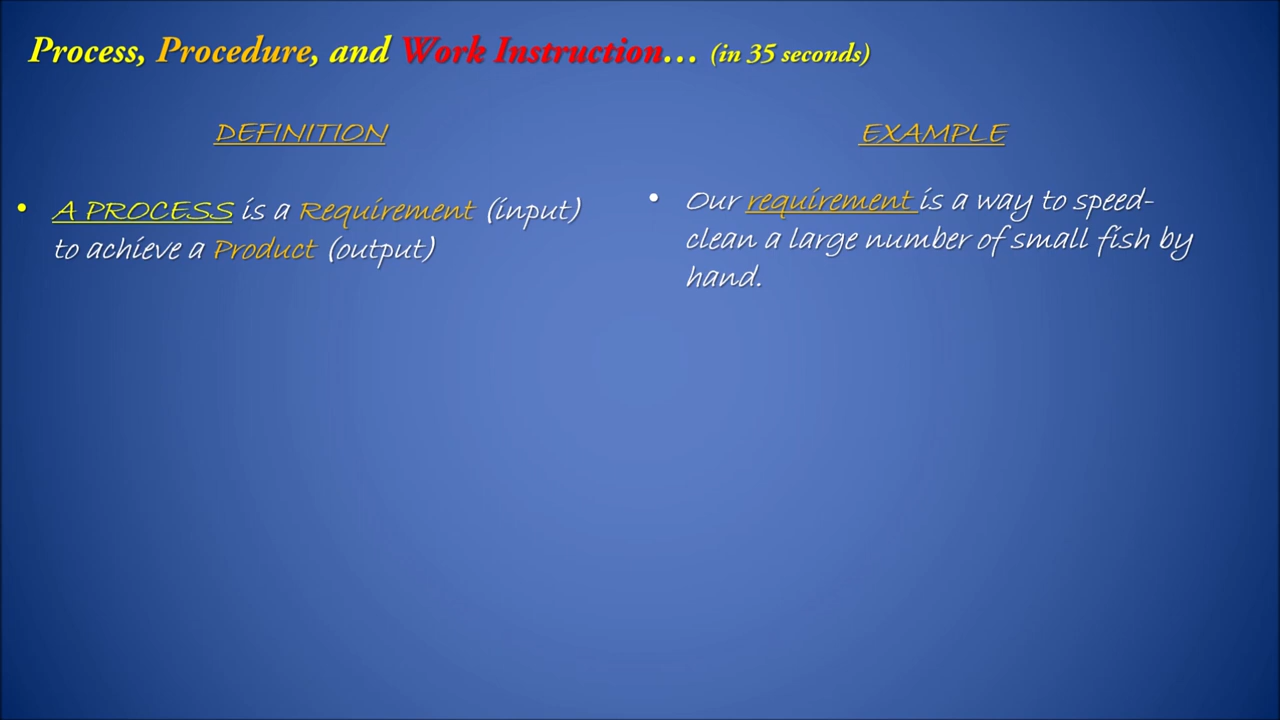 Process, Procedure, and Work Instruction... (in 35 seconds)
DEFINITION
• A PROCESS is a Requirement (input)
to achieve a Product (output)
EXAMPLE
• Our requirement is a way to speed-
clean a large number of small fish by
hand.